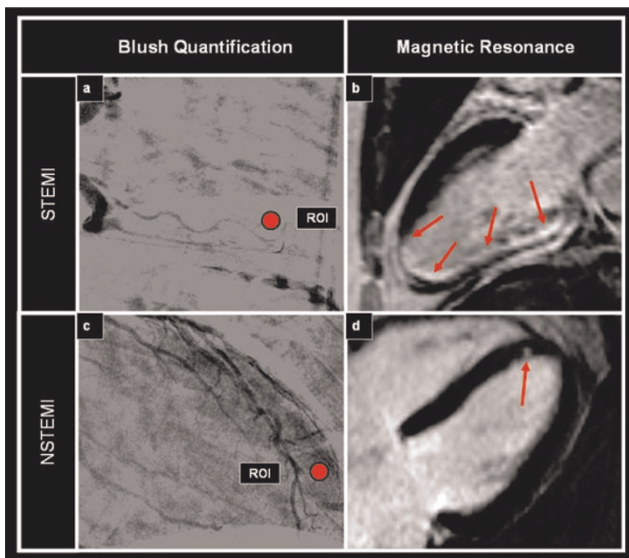 Blush Quantification
Magnetic Resonance
STEMI
a
ROI
b
NSTEMI
c
ROI
d